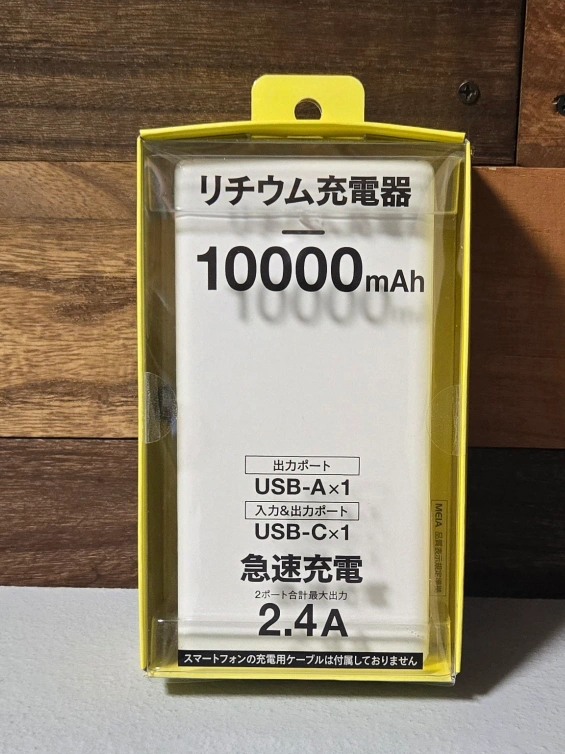 リチウム充電器
10000mAh
出力ポート
USB-A×1
入力&出力ポート
USB-C×1
急速充電
2ポート合計最大出力
2.4A
スマートフォンの充電用ケーブルは付属しておりません
MEIA